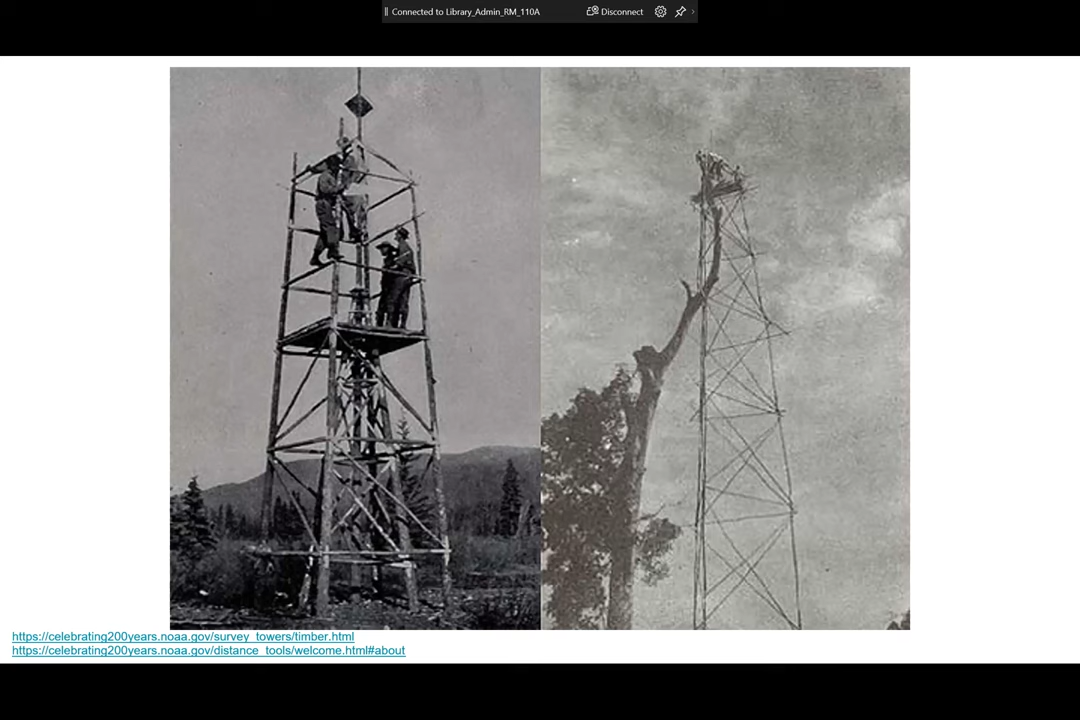 Connected to Library_Admin_RM_110A
Disconnect
https://celebrating200years.noaa.gov/survey_towers/timber.html
https://celebrating200years.noaa.gov/distance_tools/welcome.html#about